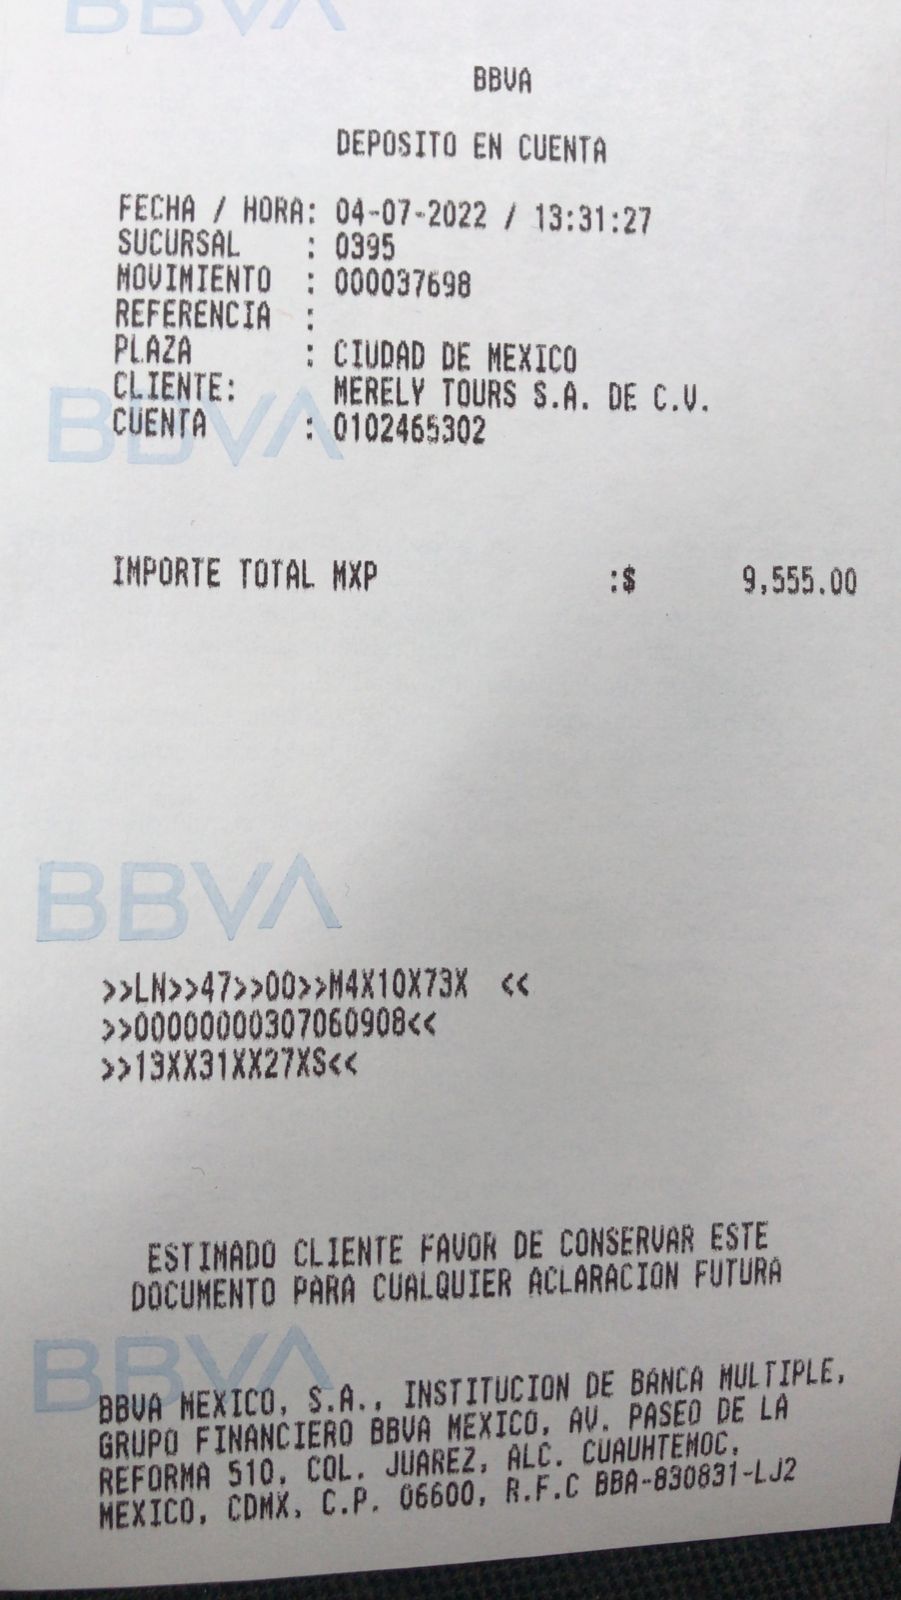 BBVA
BBVA
DEPOSITO EN CUENTA
FECHA / HORA: 04-07-2022 / 13:31:27
SUCURSAL : 0395
MOVIMIENTO : 000037698
REFERENCIA :
PLAZA : CIUDAD DE MEXICO
CLIENTE: MERELY TOURS S.A. DE C.V.
BBVA
CUENTA : 0102465302
IMPORTE TOTAL MXP :$ 9,555.00
BBVA
>>LN>>47>>00>>M4X10X73X <<
>>00000000307060908<<
>>13XX31XX27XS<<
ESTIMADO CLIENTE FAVOR DE CONSERVAR ESTE
DOCUMENTO PARA CUALQUIER ACLARACION FUTURA
BBVA
BBVA MEXICO, S.A., INSTITUCION DE BANCA MULTIPLE,
GRUPO FINANCIERO BBVA MEXICO, AV. PASEO DE LA
REFORMA 510, COL. JUAREZ, ALC. CUAUHTEMOC,
MEXICO, CDMX, C.P. 06600, R.F.C BBA-830831-LJ2